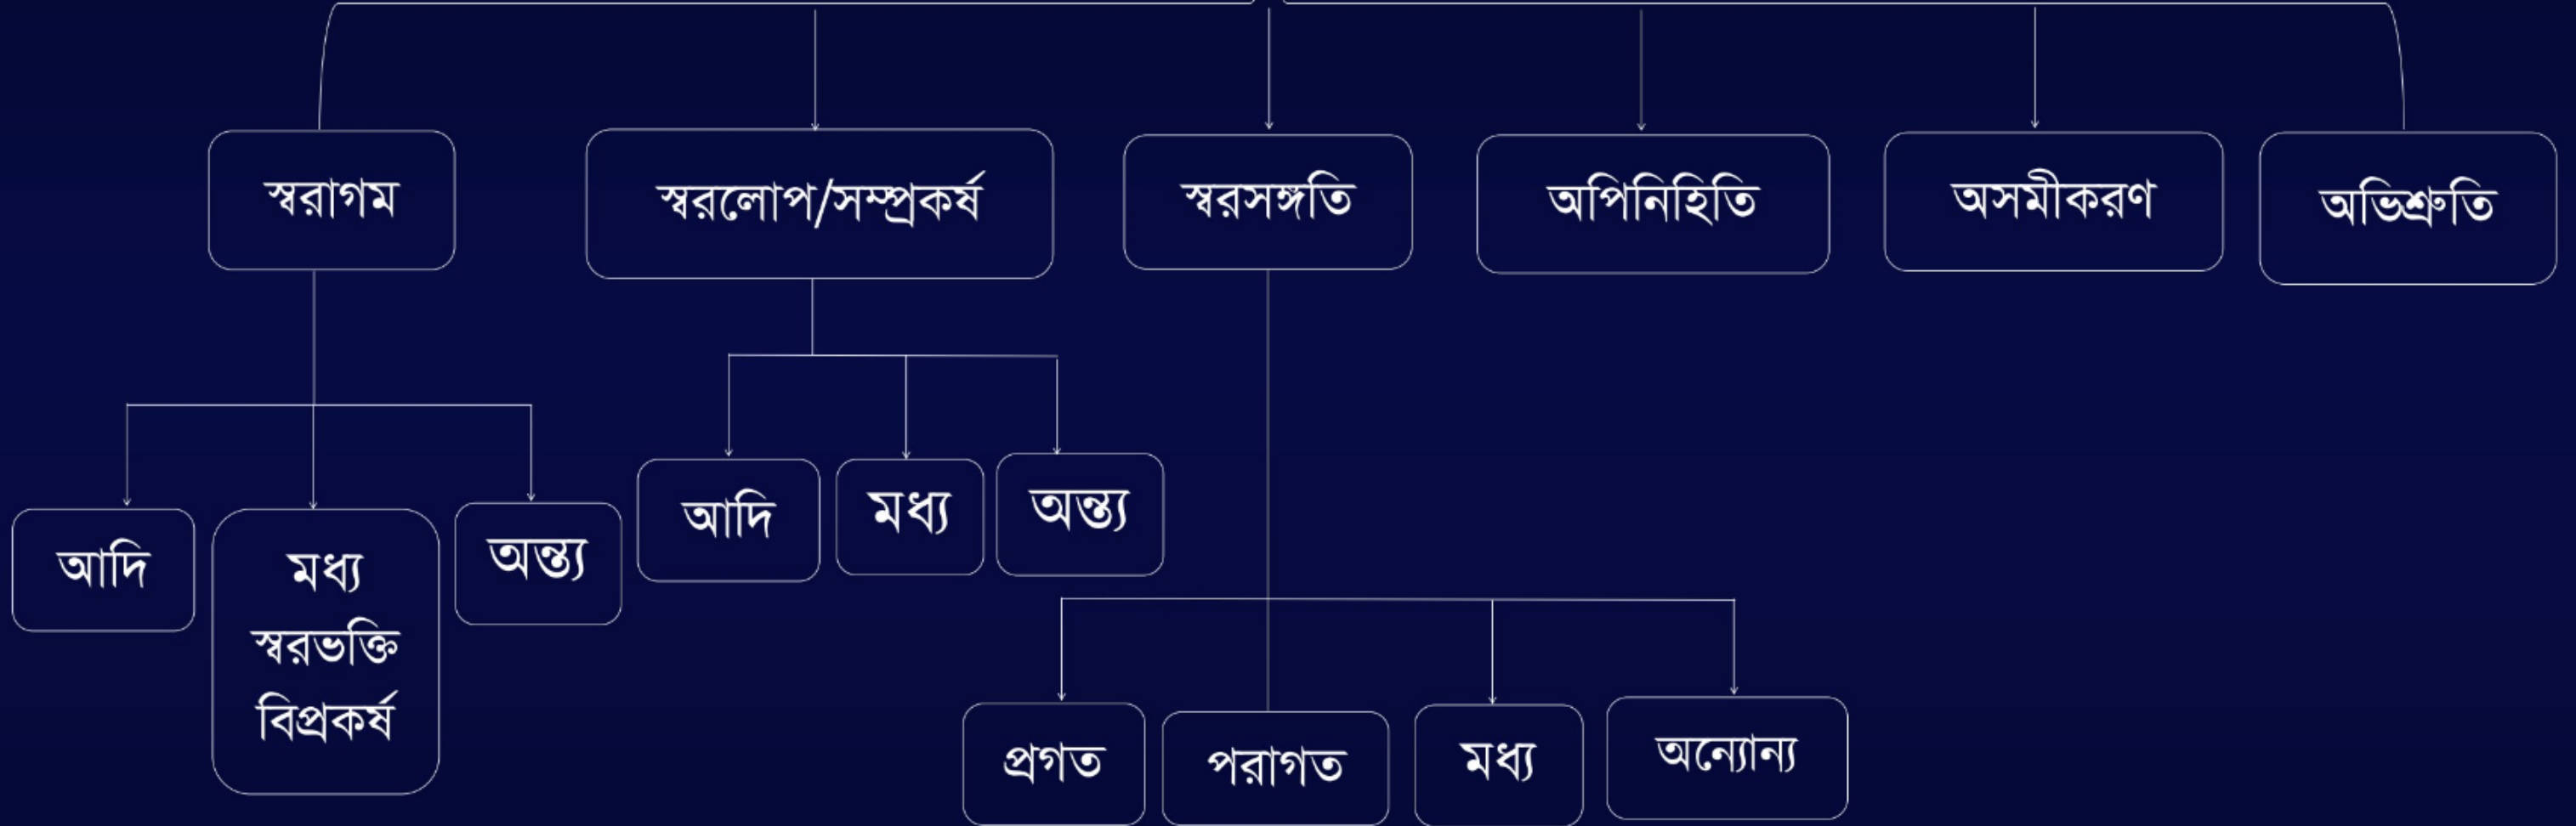 স্বরাগম
স্বরলোপ/সম্প্রকর্ষ
স্বরসঙ্গতি
অপিনিহিতি
অসমীকরণ
অভিশ্রুতি
আদি
মধ্য
স্বরভক্তি
বিপ্রকর্ষ
অন্ত্য
আদি
মধ্য
অন্ত্য
প্রগত
পরাগত
মধ্য
অন্যোন্য